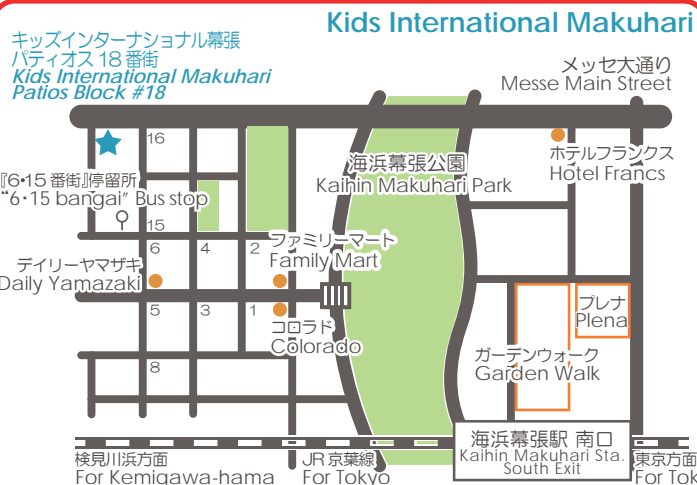 Kids International Makuhari
キッズインターナショナル幕張
パティオス 18 番街
Kids International Makuhari
Patios Block #18
メッセ大通り
Messe Main Street
16
海浜幕張公園
Kaihin Makuhari Park
ホテルフランクス
Hotel Francs
『6・15 番街』停留所
“6・15 bangai” Bus stop
15
6
4
2
ファミリーマート
Family Mart
デイリーヤマザキ
Daily Yamazaki
5
3
1
コロラド
Colorado
プレナ
Plena
ガーデンウォーク
Garden Walk
8
海浜幕張駅 南口
Kaihin Makuhari Sta.
South Exit
検見川浜方面
For Kemigawa-hama
JR 京葉線
For Tokyo
東京方面
For Tok